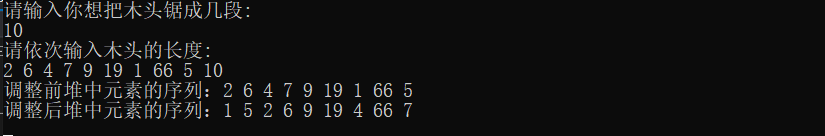 请输入你想把木头锯成几段:
10
请依次输入木头的长度:
2 6 4 7 9 19 1 66 5 10
调整前堆中元素的序列：2 6 4 7 9 19 1 66 5
调整后堆中元素的序列：1 5 2 6 9 19 4 66 7